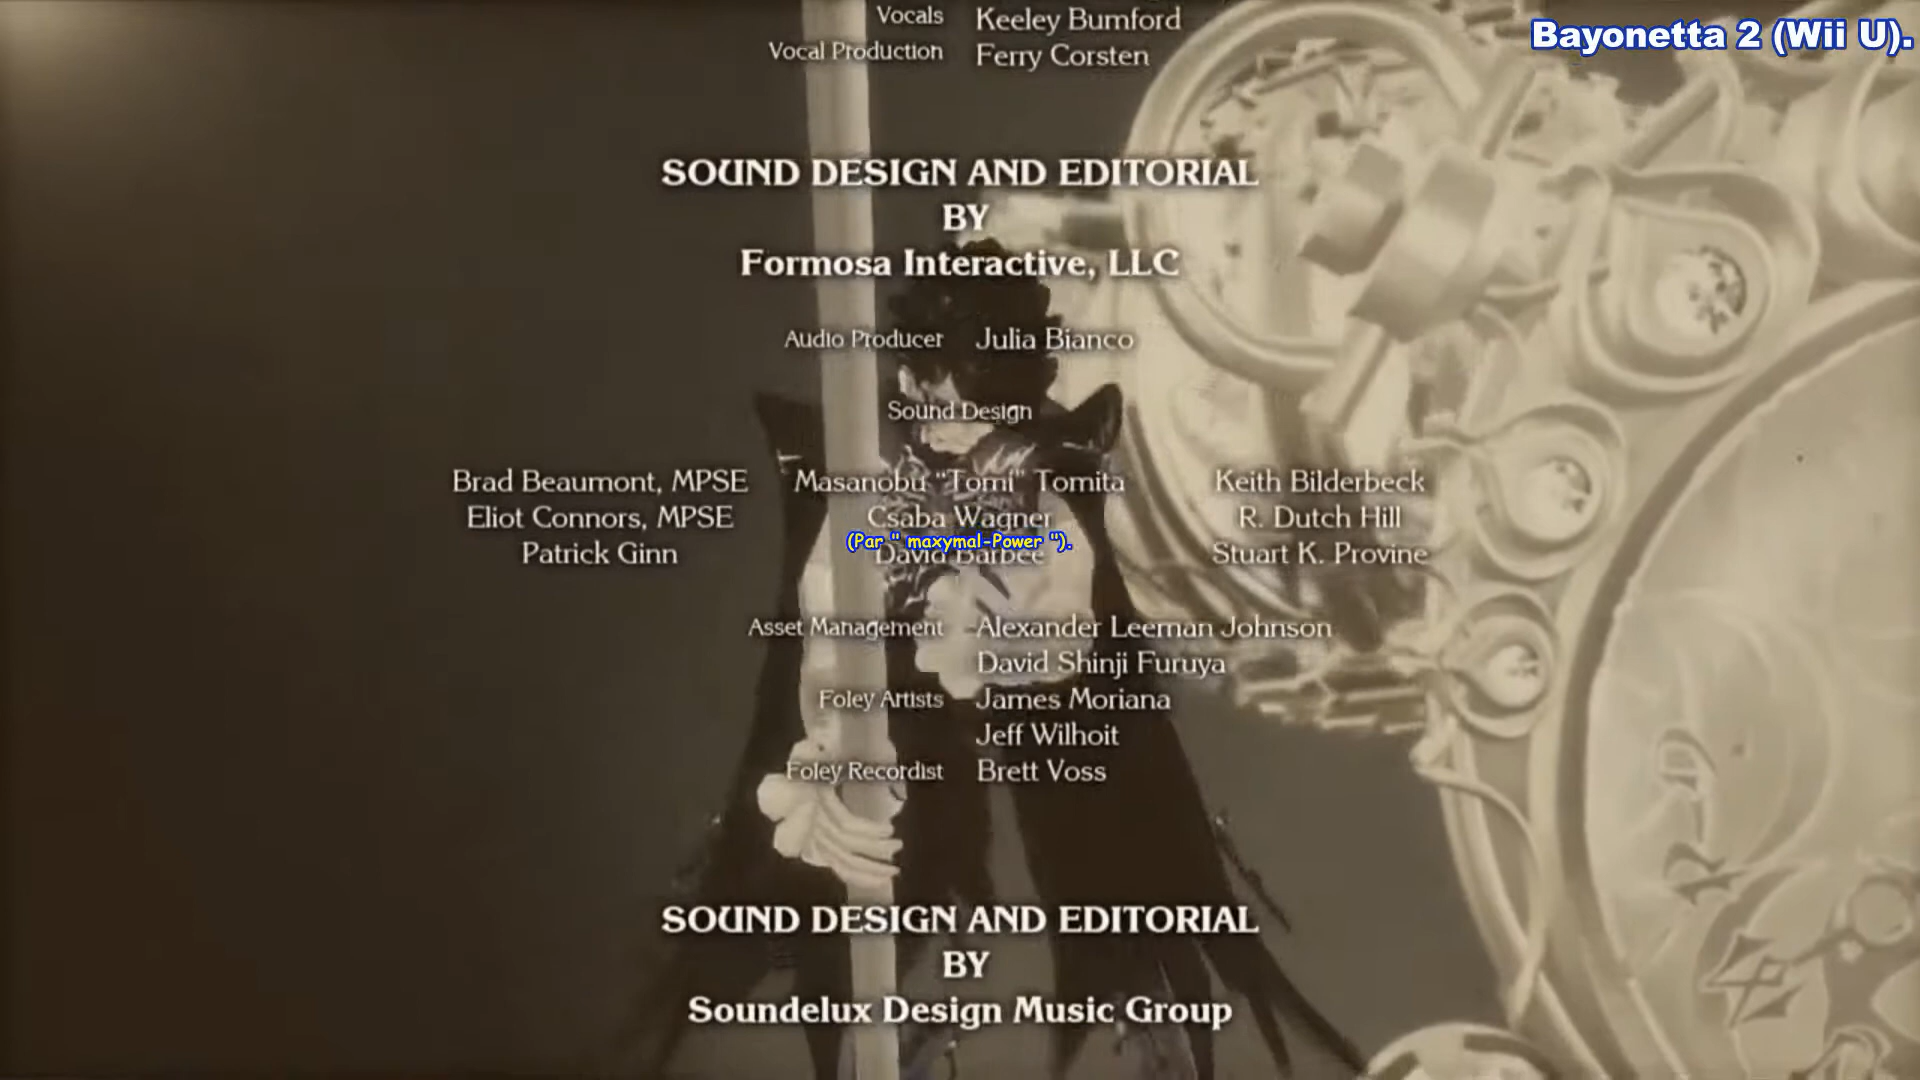 Bayonetta 2 (Wii U).
Vocals Keeley Bumford
Vocal Production Ferry Corsten
SOUND DESIGN AND EDITORIAL
BY
Formosa Interactive, LLC
Audio Producer Julia Bianco
Sound Design
Brad Beaumont, MPSE Masanobu “Tomi” Tomita Keith Bilderbeck
Eliot Connors, MPSE Csaba Wagner R. Dutch Hill
(Par " maxymal-Power ").
Patrick Ginn David Barbee Stuart K. Provine
Asset Management Alexander Leeman Johnson
David Shinji Furuya
Foley Artists James Moriana
Jeff Wilhoit
Foley Recordist Brett Voss
SOUND DESIGN AND EDITORIAL
BY
Soundelux Design Music Group